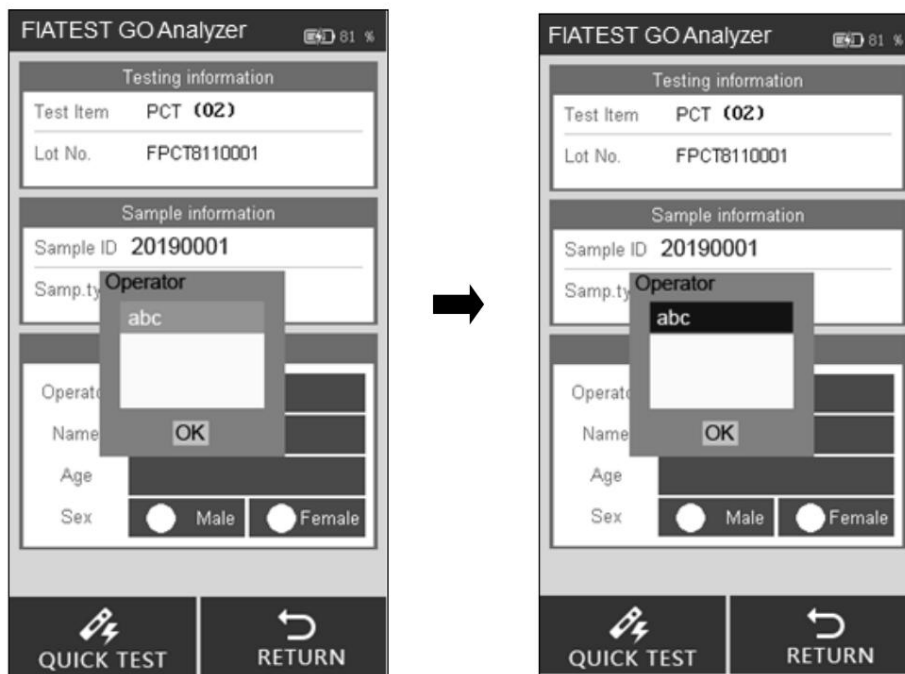 FIATEST GO Analyzer 81 %
Testing information
Test Item PCT (02)
Lot No. FPCT8110001
Sample information
Sample ID 20190001
Samp.ty
Operator
abc
OK
Operato
Name
Age
Sex Male Female
QUICK TEST RETURN
FIATEST GO Analyzer 81 %
Testing information
Test Item PCT (02)
Lot No. FPCT8110001
Sample information
Sample ID 20190001
Samp.ty
Operator
abc
OK
Operato
Name
Age
Sex Male Female
QUICK TEST RETURN